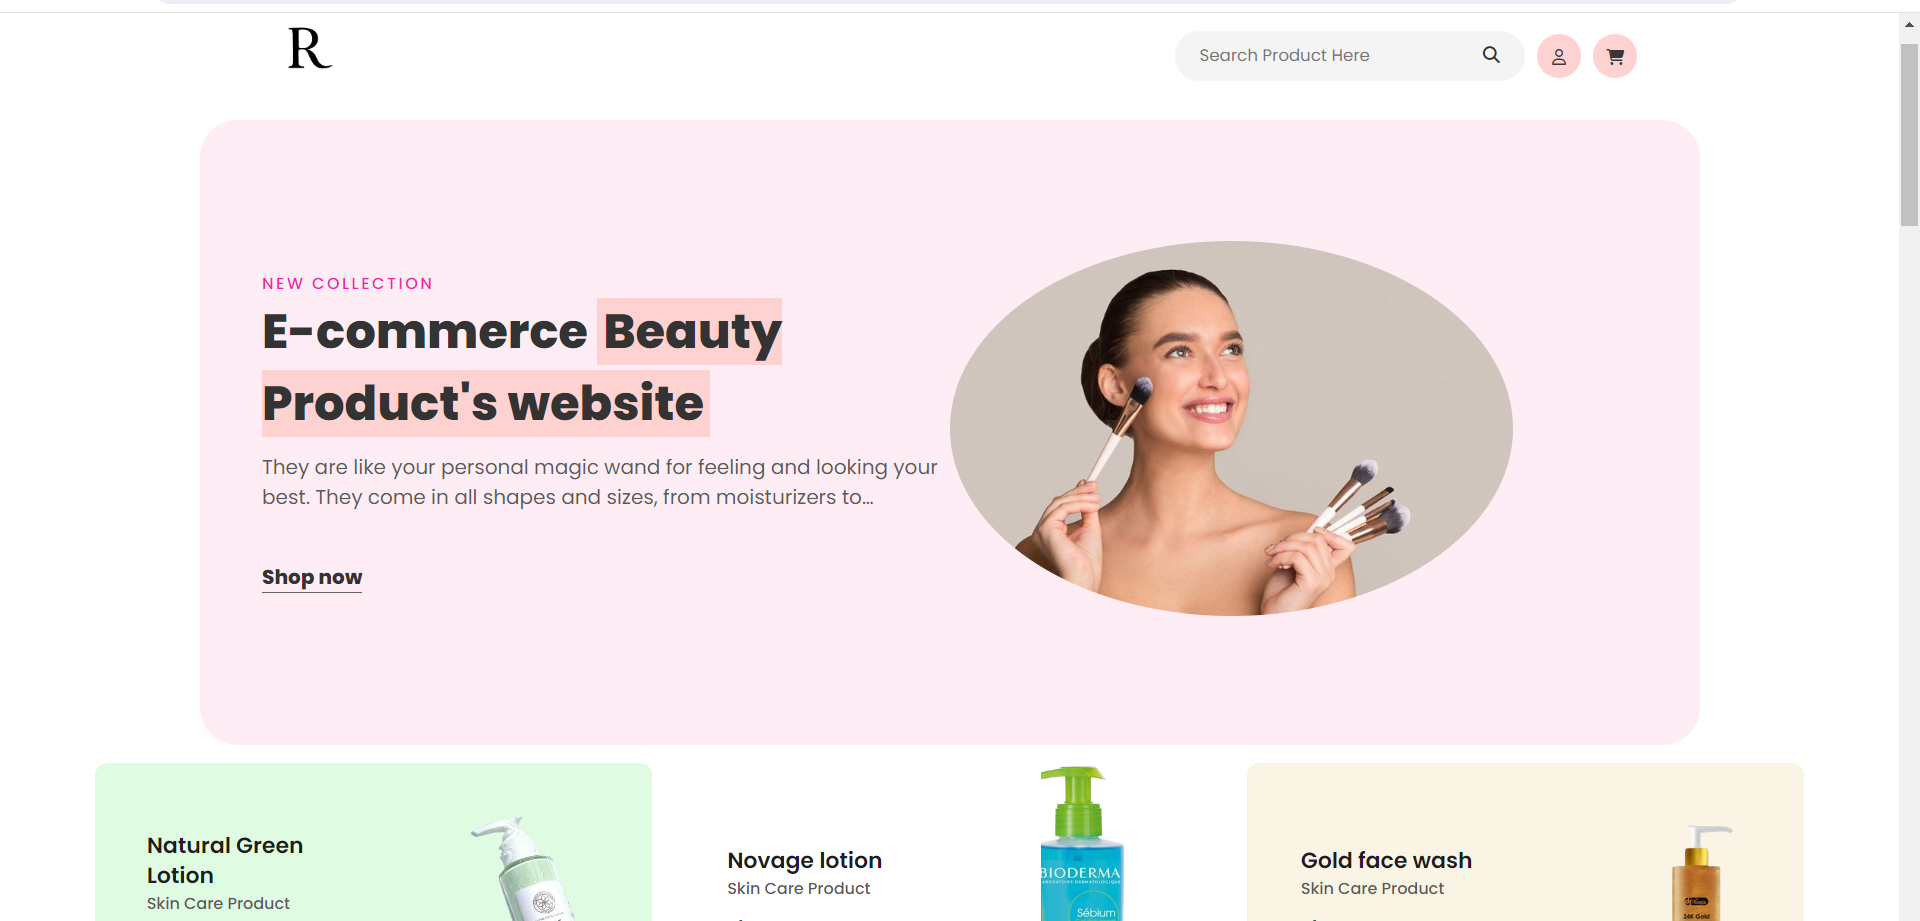 R
Search Product Here
NEW COLLECTION
E-commerce Beauty
Product's website
They are like your personal magic wand for feeling and looking your
best. They come in all shapes and sizes, from moisturizers to...
Shop now
Natural Green
Lotion
Skin Care Product
Novage lotion
Skin Care Product
BIODERMA
LABORATOIRE DERMATOLOGIQUE
Sébium
Gold face wash
Skin Care Product
24K Gold